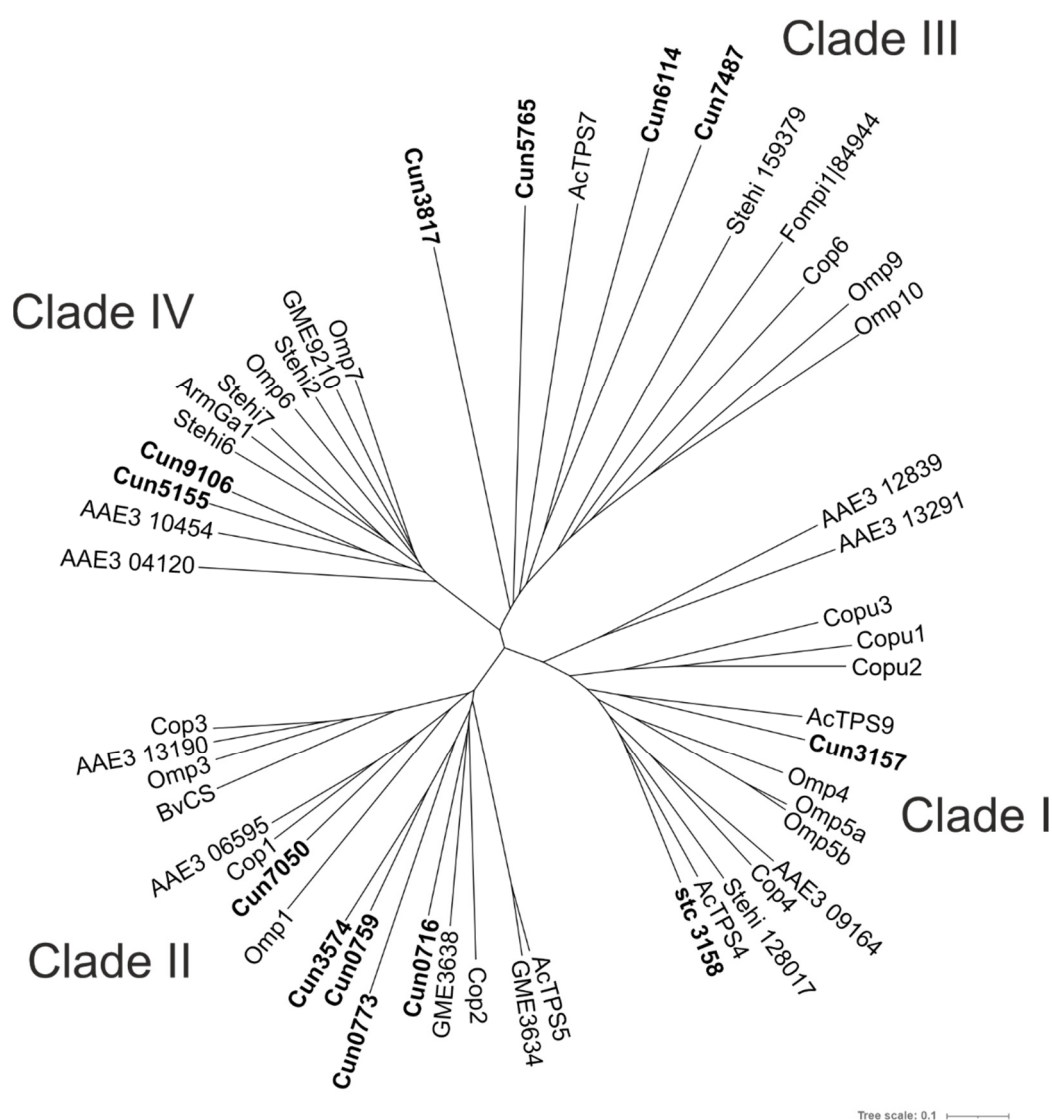 Clade III
Cun3817
Cun5765
AcTPS7
Cun6114
Cun7487
Stehi 159379
Fompi1|84944
Cop6
Omp9
Omp10
Clade IV
Omp7
GME9210
Stehi2
Omp6
Stehi7
ArmGa1
Stehi6
Cun9106
Cun5155
AAE3 10454
AAE3 04120
AAE3 12839
AAE3 13291
Copu3
Copu1
Copu2
AcTPS9
Cun3157
Omp4
Omp5a
Omp5b
Clade I
AAE3 09164
Cop4
Stehi 128017
AcTPS4
stc 3158
Cop3
AAE3 13190
Omp3
BvCS
AAE3 06595
Cop1
Cun7050
Omp1
Clade II
Cun3574
Cun0759
Cun0773
Cun0716
GME3638
Cop2
GME3634
AcTPS5
Tree scale: 0.1